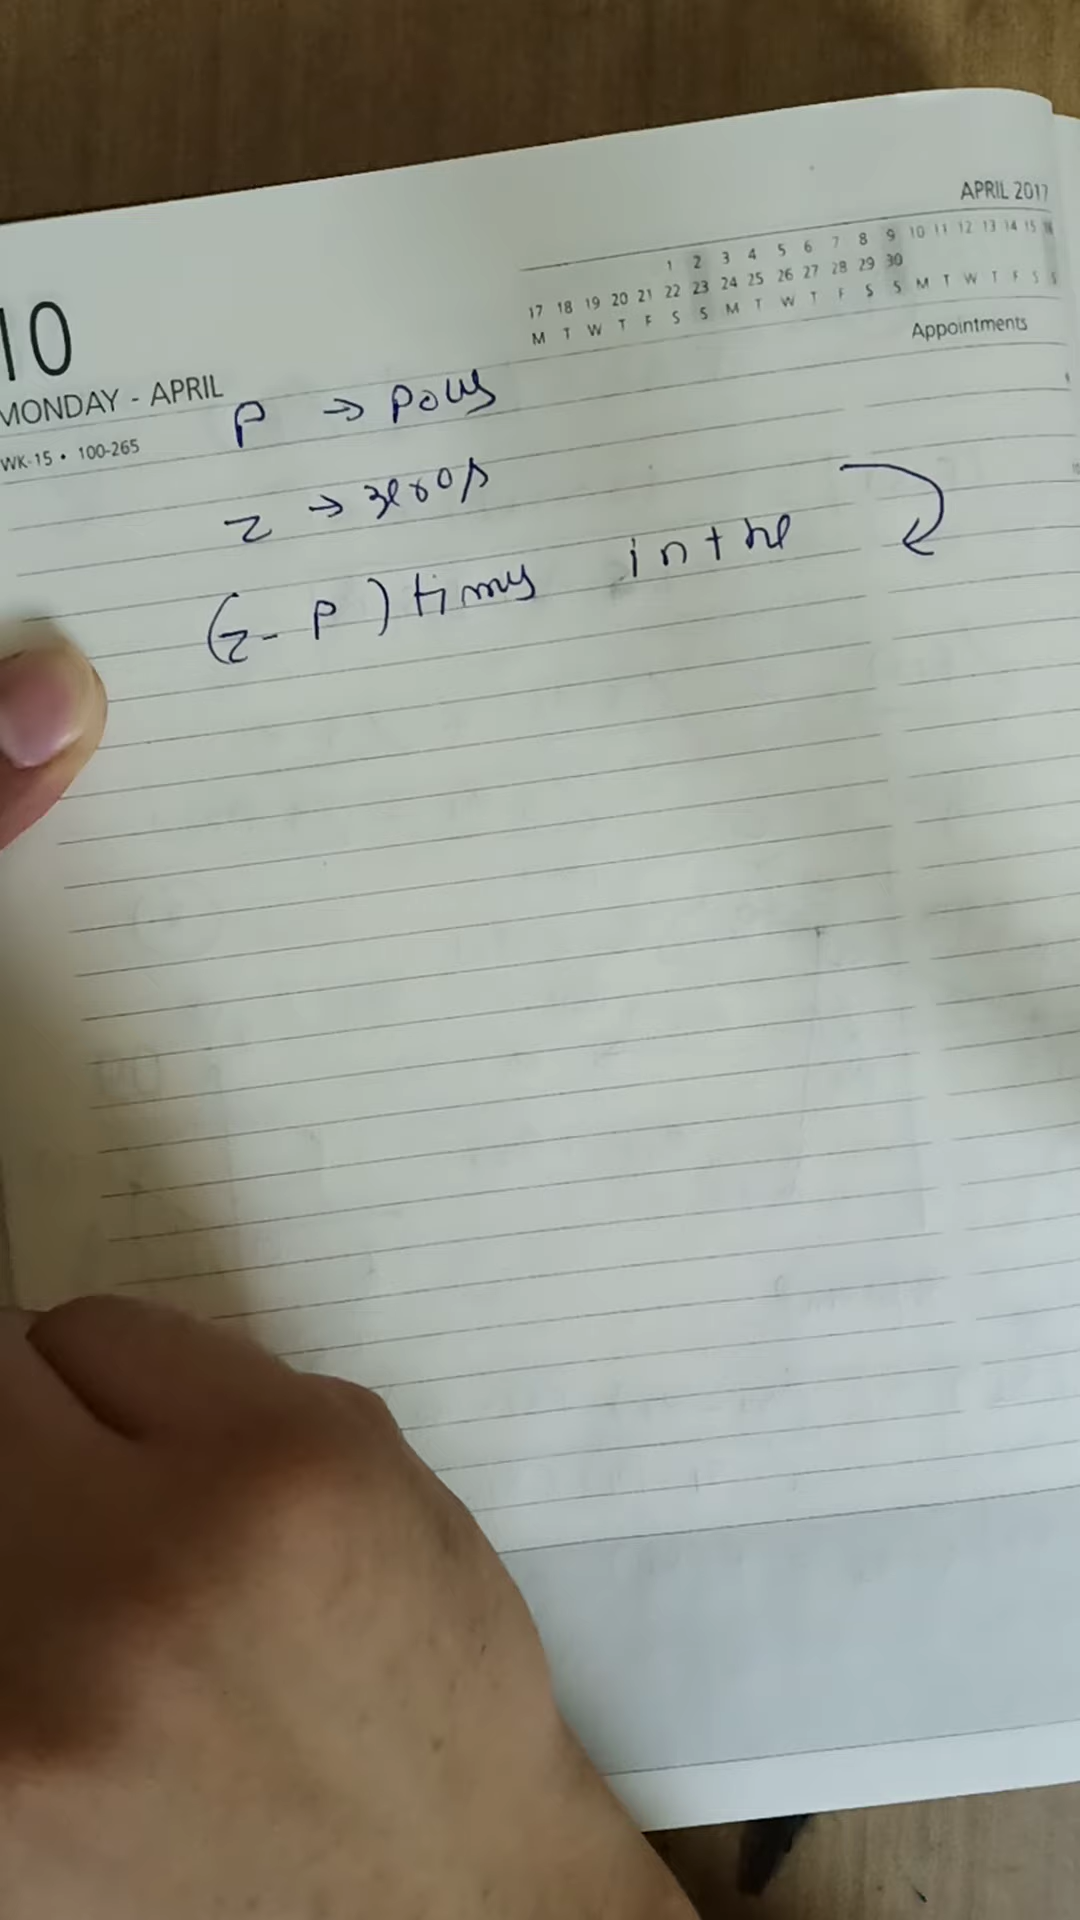 APRIL 2017
1 2 3 4 5 6 7 8 9 10 11 12 13 14 15 16
17 18 19 20 21 22 23 24 25 26 27 28 29 30
M T W T F S S M T W T F S S M T W T F S S
10
MONDAY - APRIL
WK-15 • 100-265
Appointments
P → Poles
Z → zeros
(Z - P) times in the